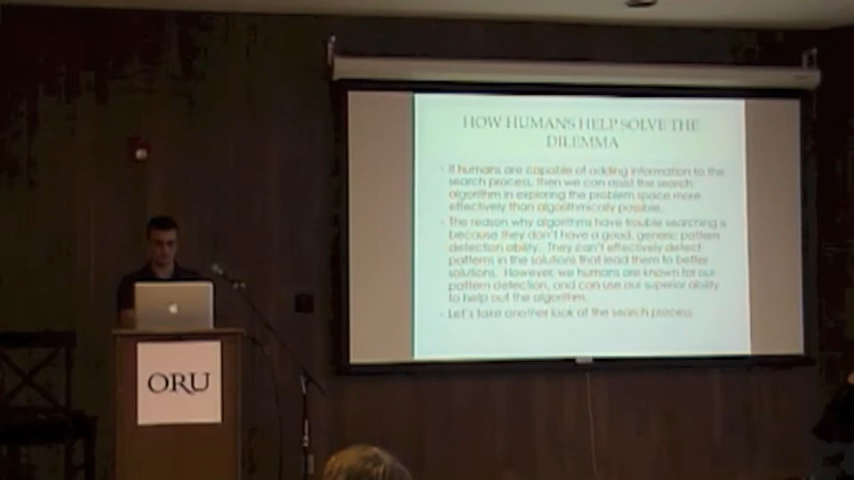 HOW HUMANS HELP SOLVE THE
DILEMMA
If humans are capable of adding information to the
search process, then we can assist the search
algorithm in exploring the problem space more
effectively than algorithmically possible.
The reason why algorithms have trouble searching is
because they don't have a good, generic pattern
detection ability. They can't effectively detect
patterns in the solutions that lead them to better
solutions. However, we humans are known for our
pattern detection, and can use our superior ability
to help out the algorithm.
Let's take another look at the search process.
ORU